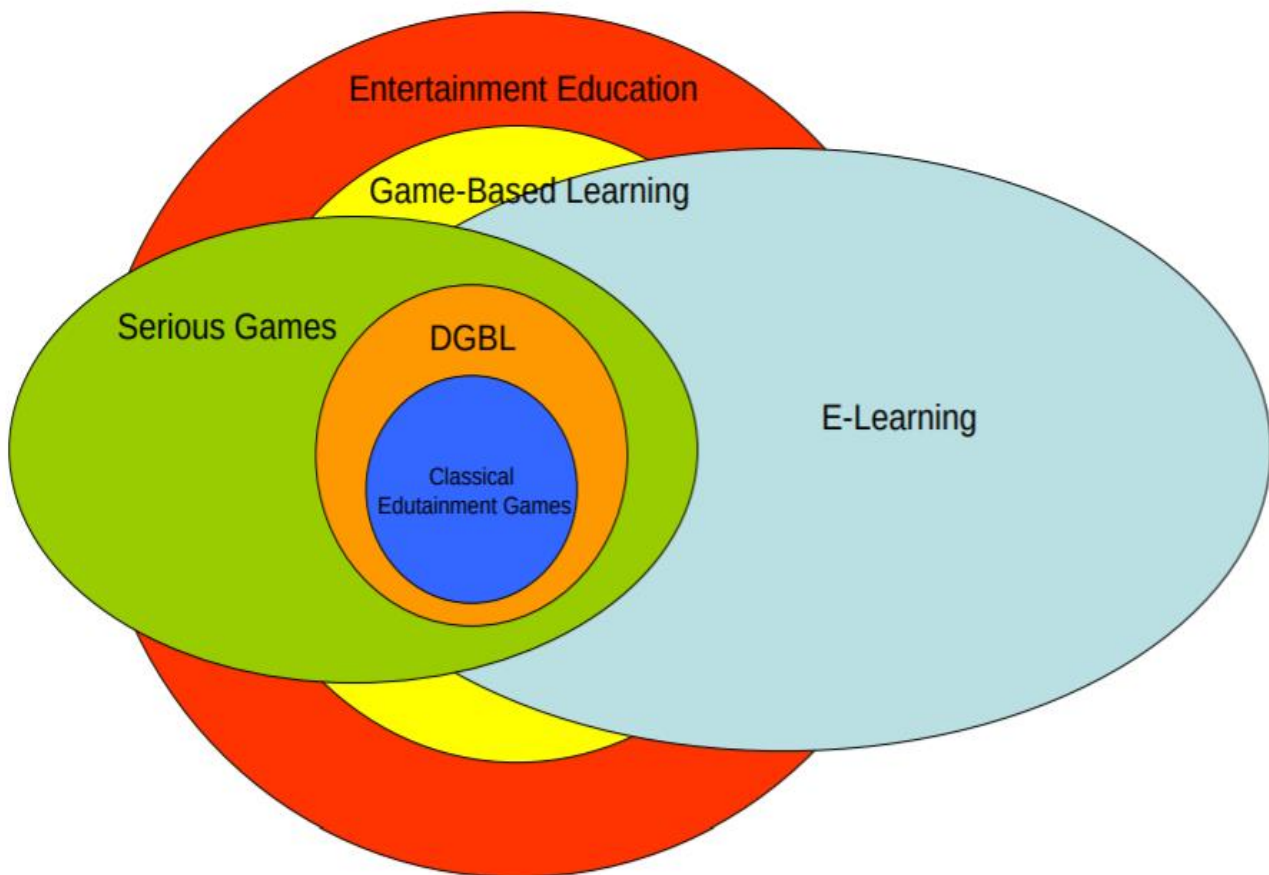 Entertainment Education
Game-Based Learning
Serious Games
DGBL
E-Learning
Classical
Edutainment Games